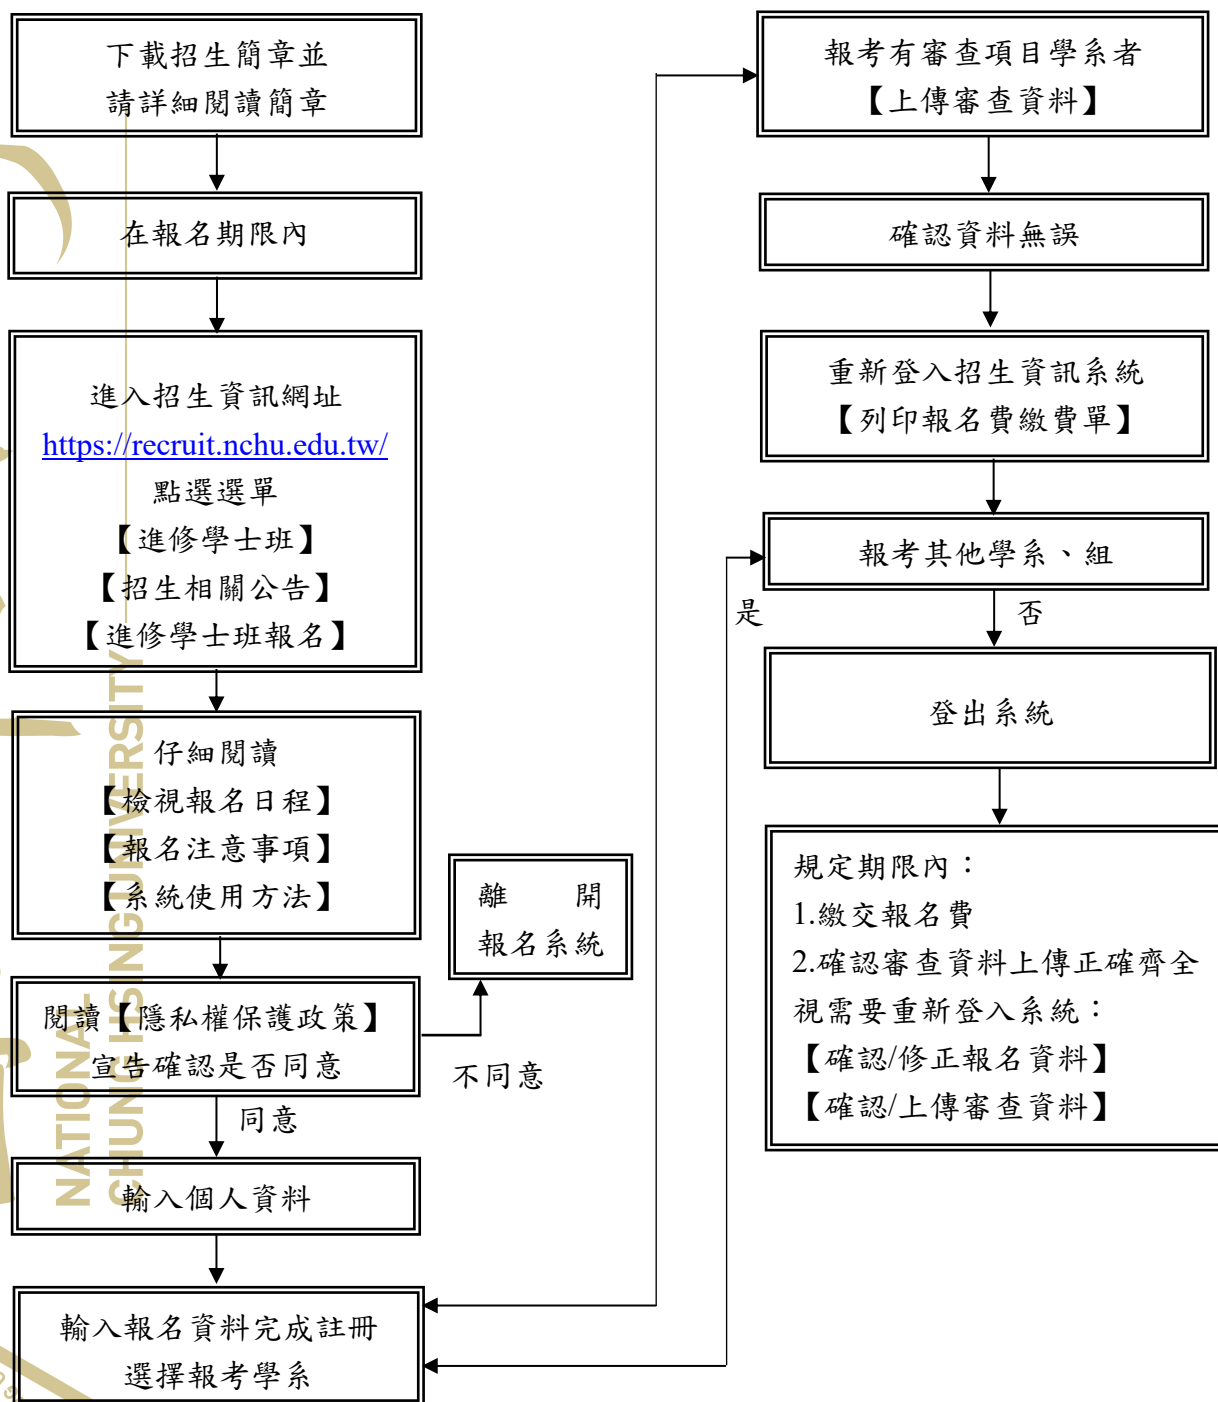 下載招生簡章並
請詳細閱讀簡章
在報名期限內
進入招生資訊網址
https://recruit.nchu.edu.tw/
點選選單
【進修學士班】
【招生相關公告】
【進修學士班報名】
仔細閱讀
【檢視報名日程】
【報名注意事項】
【系統使用方法】
離 開
報名系統
閱讀【隱私權保護政策】
宣告確認是否同意
不同意
同意
輸入個人資料
輸入報名資料完成註冊
選擇報考學系
報考有審查項目學系者
【上傳審查資料】
確認資料無誤
重新登入招生資訊系統
【列印報名費繳費單】
報考其他學系、組
是
否
登出系統
規定期限內：
1.繳交報名費
2.確認審查資料上傳正確齊全
視需要重新登入系統：
【確認/修正報名資料】
【確認/上傳審查資料】
NATIONAL
CHUNG HSING UNIVERSITY